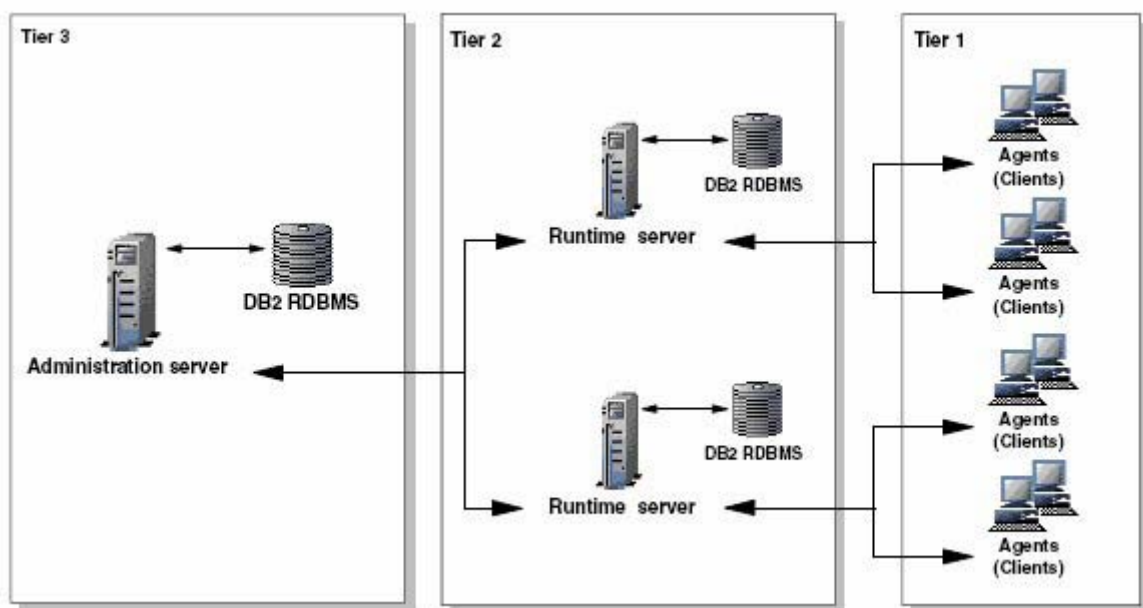 Tier 3
DB2 RDBMS
Administration server
Tier 2
DB2 RDBMS
Runtime server
DB2 RDBMS
Runtime server
Tier 1
Agents
(Clients)
Agents
(Clients)
Agents
(Clients)
Agents
(Clients)